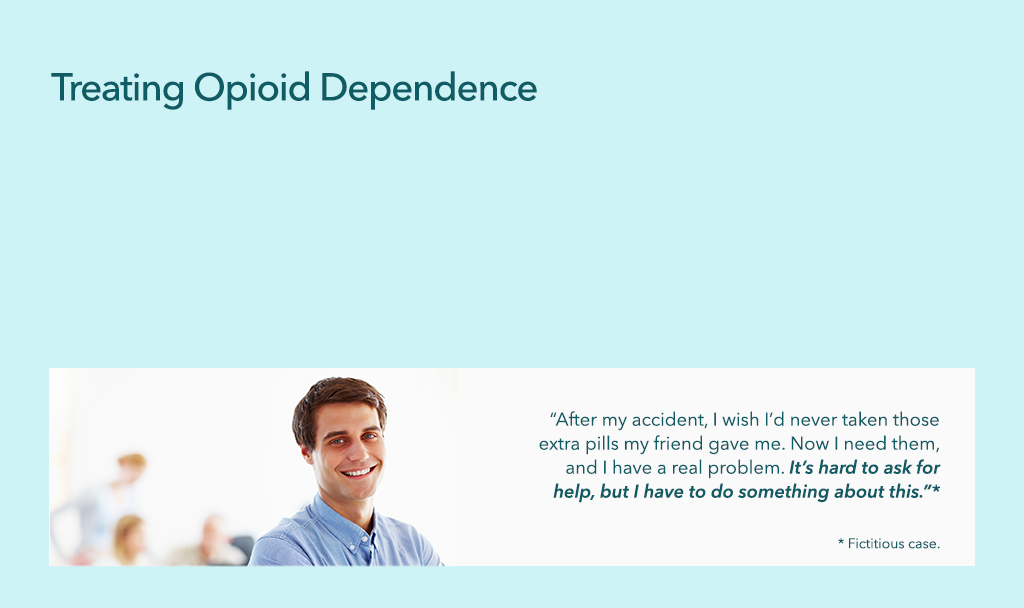 Treating Opioid Dependence
“After my accident, I wish I’d never taken those
extra pills my friend gave me. Now I need them,
and I have a real problem. It’s hard to ask for
help, but I have to do something about this.”*
* Fictitious case.